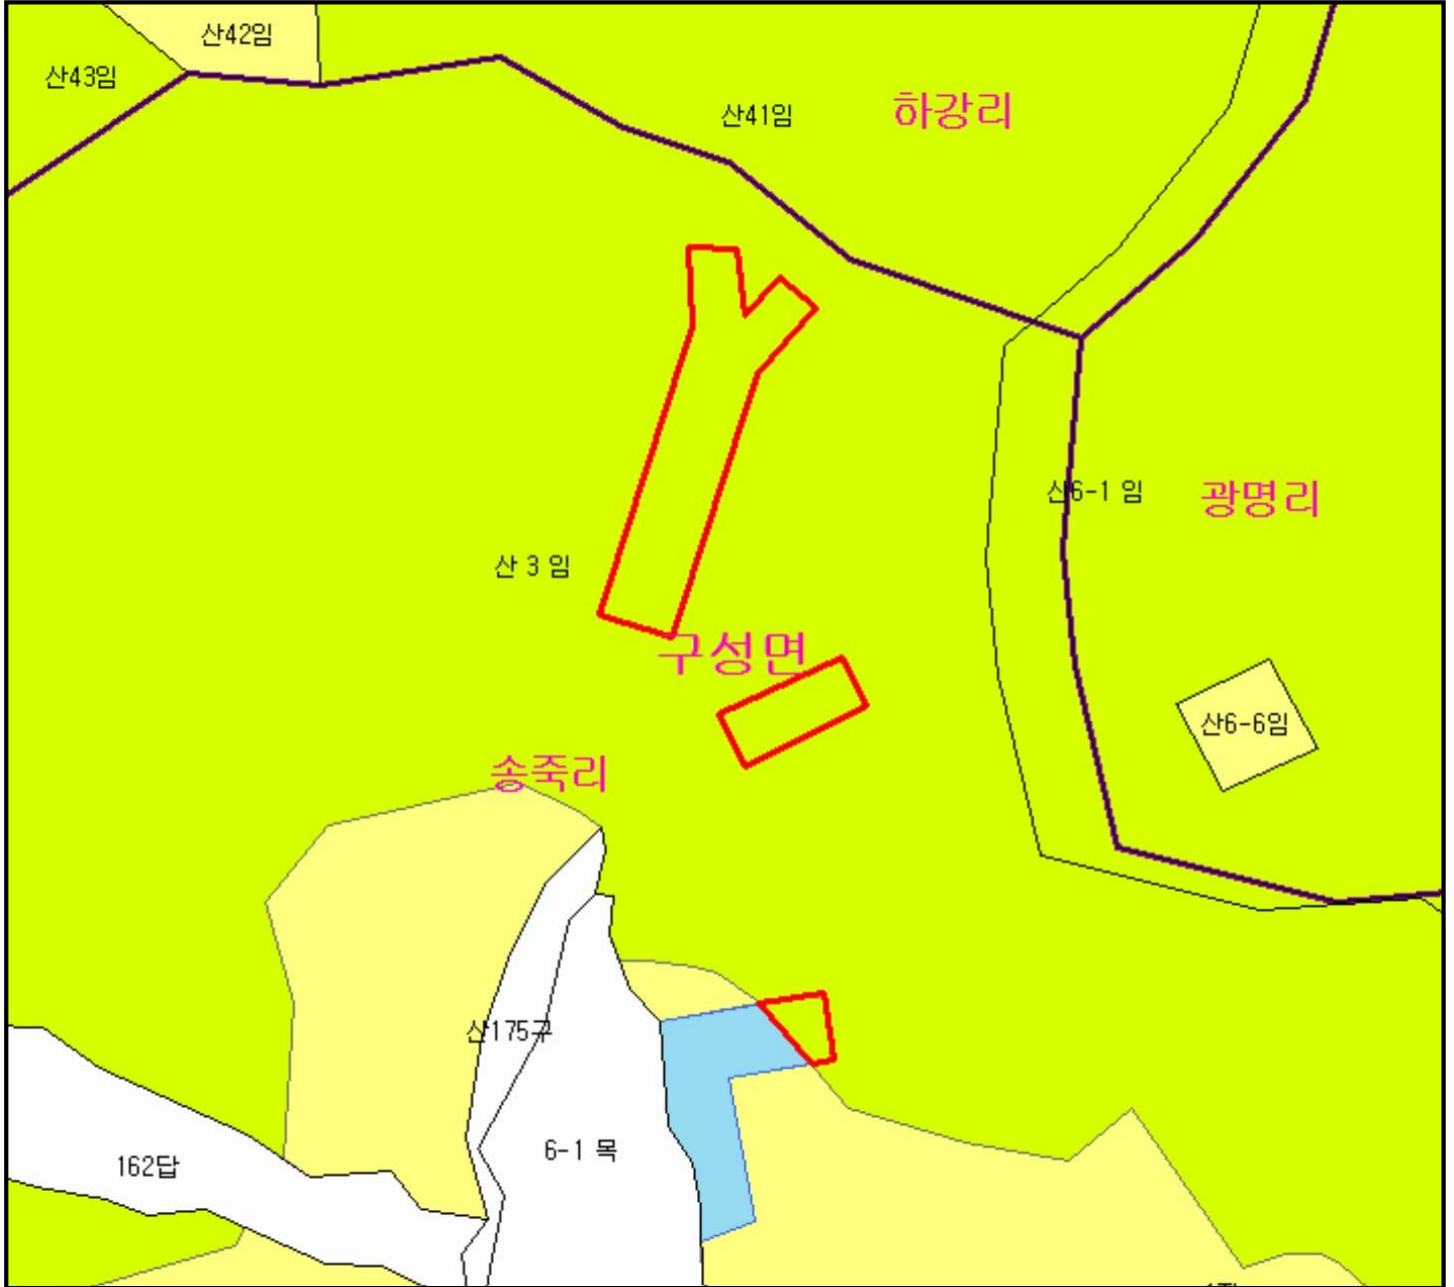 산42임
산43임
산41임
하강리
산6-1 임
광명리
산 3 임
구성면
산6-6임
송죽리
산175구
6-1 목
162답